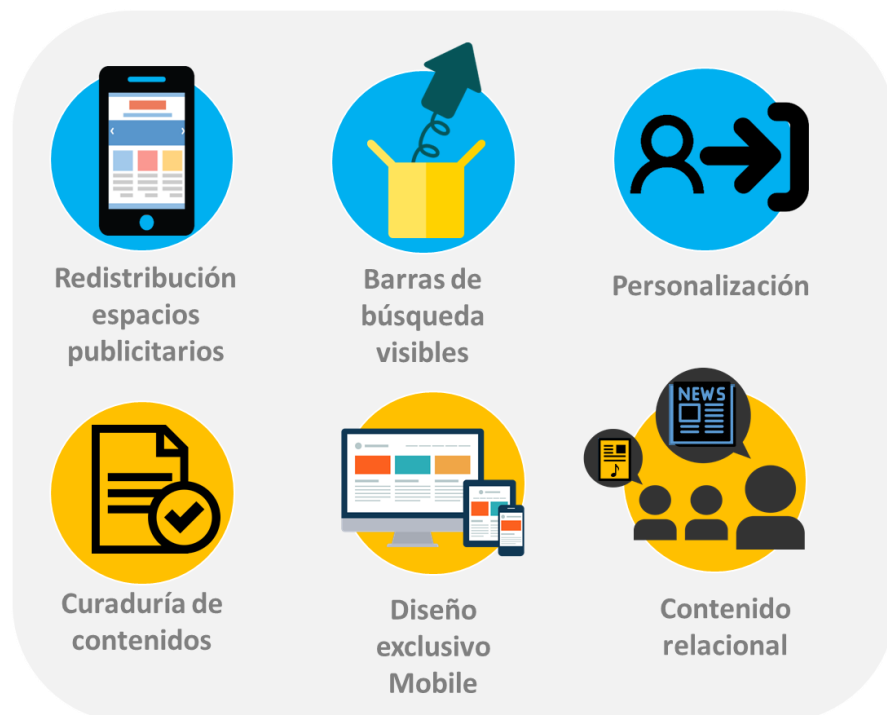 Redistribución
espacios
publicitarios
Barras de
búsqueda
visibles
Personalización
Curaduría de
contenidos
Diseño
exclusivo
Mobile
NEWS
Contenido
relacional